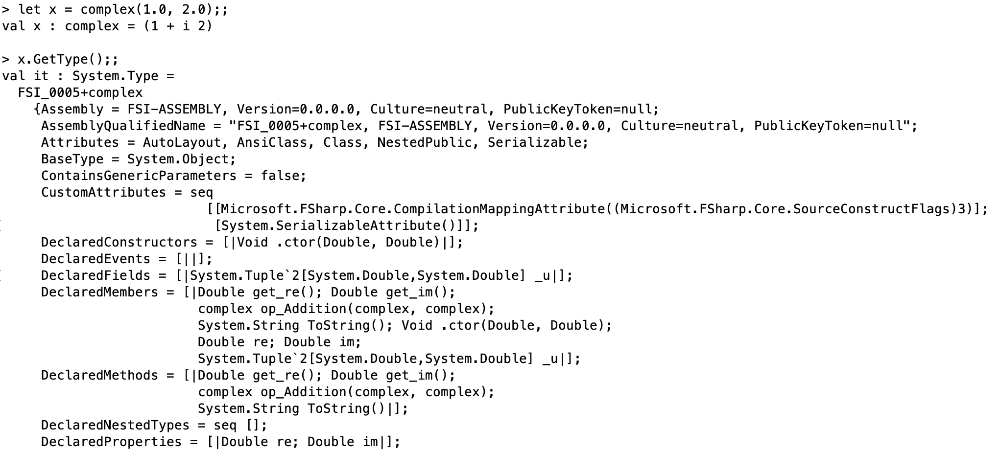 > let x = complex(1.0, 2.0);;
val x : complex = (1 + i 2)
> x.GetType();;
val it : System.Type =
  FSI_0005+complex
    {Assembly = FSI-ASSEMBLY, Version=0.0.0.0, Culture=neutral, PublicKeyToken=null;
     AssemblyQualifiedName = "FSI_0005+complex, FSI-ASSEMBLY, Version=0.0.0.0, Culture=neutral, PublicKeyToken=null";
     Attributes = AutoLayout, AnsiClass, Class, NestedPublic, Serializable;
     BaseType = System.Object;
     ContainsGenericParameters = false;
     CustomAttributes = seq
                          [[Microsoft.FSharp.Core.CompilationMappingAttribute((Microsoft.FSharp.Core.SourceConstructFlags)3)];
                           [System.SerializableAttribute()]];
     DeclaredConstructors = [|Void .ctor(Double, Double)|];
     DeclaredEvents = [||];
     DeclaredFields = [|System.Tuple`2[System.Double,System.Double] _u|];
     DeclaredMembers = [|Double get_re(); Double get_im();
                         complex op_Addition(complex, complex);
                         System.String ToString(); Void .ctor(Double, Double);
                         Double re; Double im;
                         System.Tuple`2[System.Double,System.Double] _u|];
     DeclaredMethods = [|Double get_re(); Double get_im();
                         complex op_Addition(complex, complex);
                         System.String ToString()|];
     DeclaredNestedTypes = seq [];
     DeclaredProperties = [|Double re; Double im|];